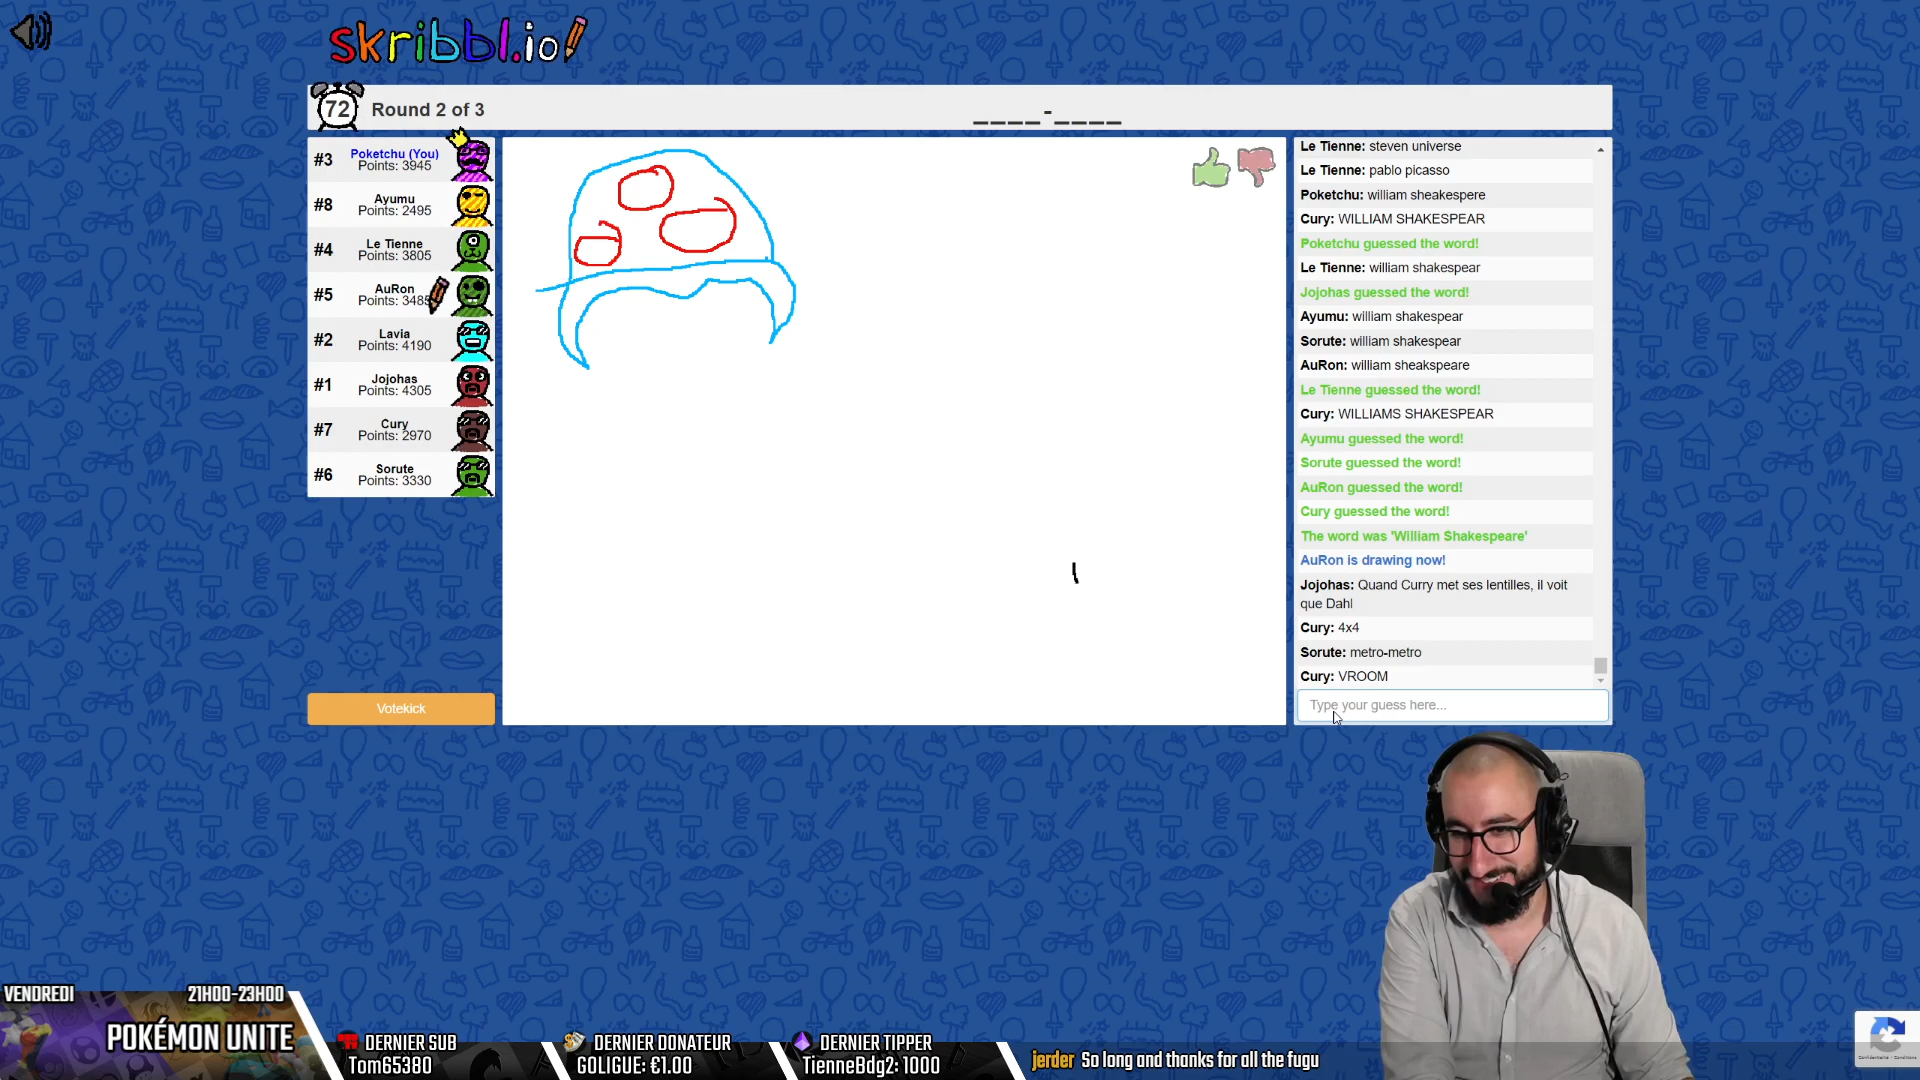 skribbl.io
72
Round 2 of 3
____-____
#3 Poketchu (You)
Points: 3945
#8 Ayumu
Points: 2495
#4 Le Tienne
Points: 3805
#5 AuRon
Points: 3485
#2 Lavia
Points: 4190
#1 Jojohas
Points: 4305
#7 Cury
Points: 2970
#6 Sorute
Points: 3330
Votekick
Le Tienne: steven universe
Le Tienne: pablo picasso
Poketchu: william sheakespere
Cury: WILLIAM SHAKESPEAR
Poketchu guessed the word!
Le Tienne: william shakespear
Jojohas guessed the word!
Ayumu: william shakespear
Sorute: william shakespear
AuRon: william sheakspeare
Le Tienne guessed the word!
Cury: WILLIAMS SHAKESPEAR
Ayumu guessed the word!
Sorute guessed the word!
AuRon guessed the word!
Cury guessed the word!
The word was 'William Shakespeare'
AuRon is drawing now!
Jojohas: Quand Curry met ses lentilles, il voit
que Dahl
Cury: 4x4
Sorute: metro-metro
Cury: VROOM
Type your guess here...
VENDREDI 21H00-23H00
POKÉMON UNITE
DERNIER SUB
Tom65380
DERNIER DONATEUR
GOLIGUE: €1.00
DERNIER TIPPER
TienneBdg2: 1000
jerder So long and thanks for all the fugu